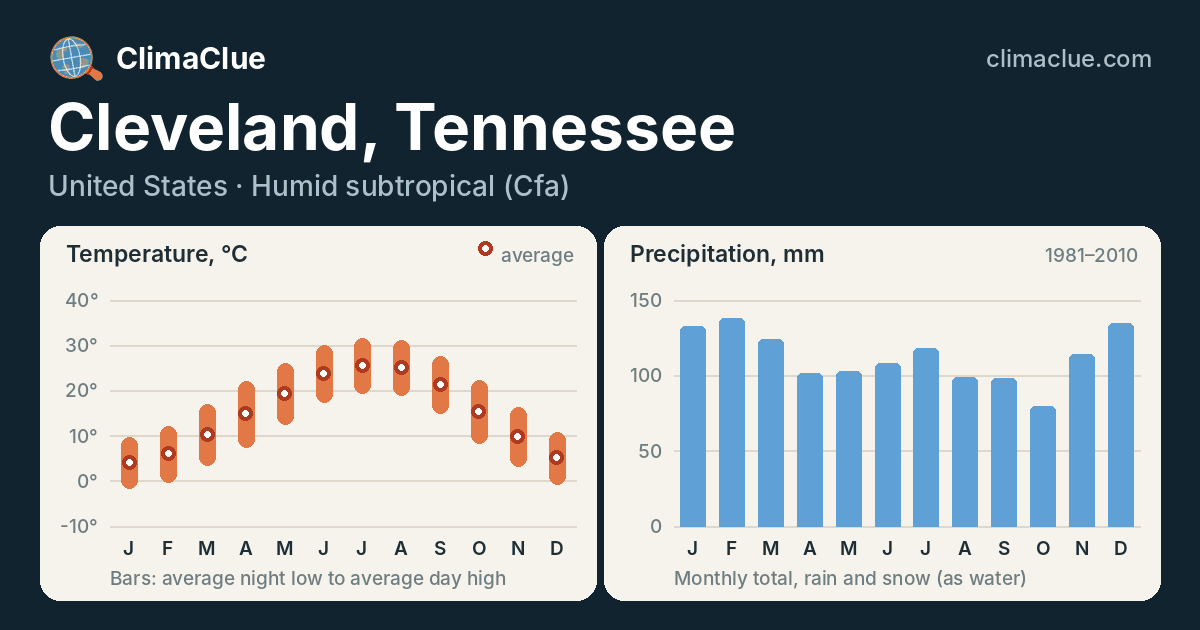 ClimaClue
climaclue.com
Cleveland, Tennessee
United States · Humid subtropical (Cfa)
Temperature, °C
average
40°
30°
20°
10°
0°
-10°
J F M A M J J A S O N D
Bars: average night low to average day high
Precipitation, mm
1981–2010
150
100
50
0
J F M A M J J A S O N D
Monthly total, rain and snow (as water)